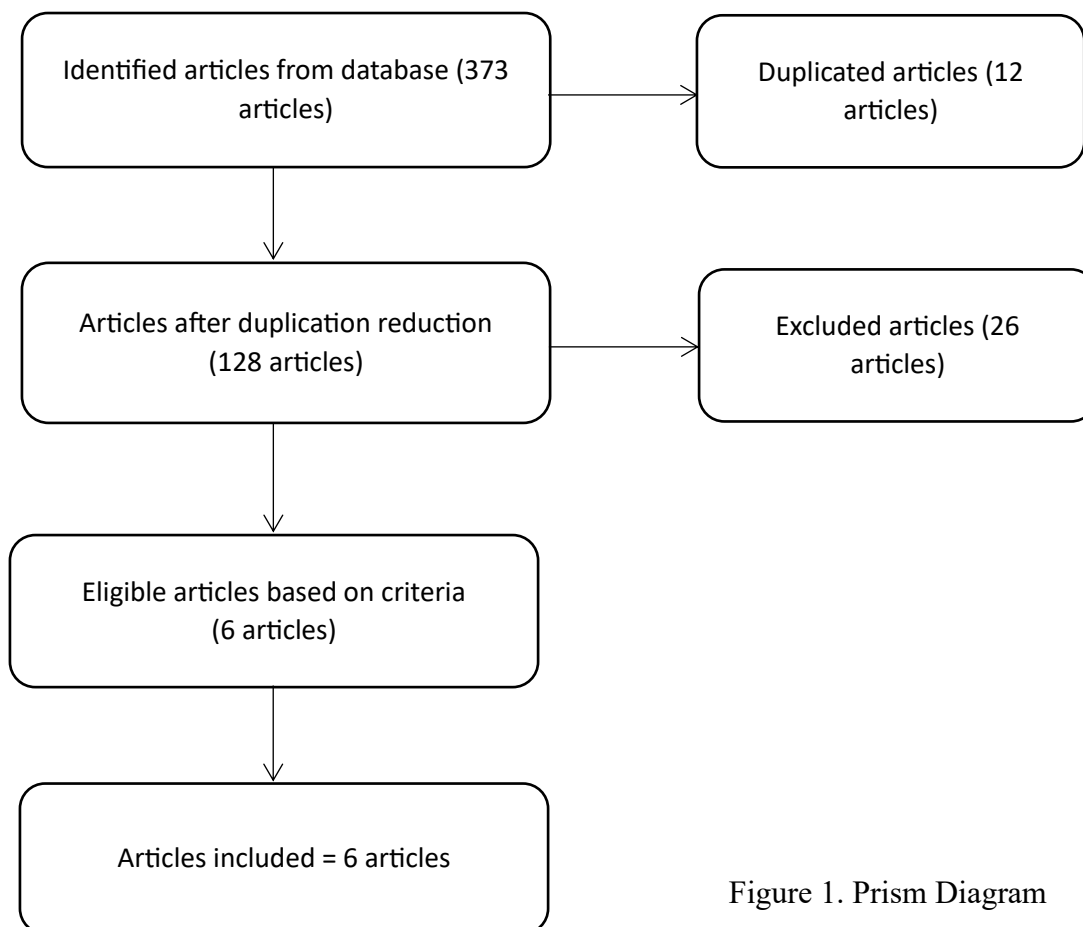 Identified articles from database (373
articles)
Duplicated articles (12
articles)
Articles after duplication reduction
(128 articles)
Excluded articles (26
articles)
Eligible articles based on criteria
(6 articles)
Articles included = 6 articles
Figure 1. Prism Diagram